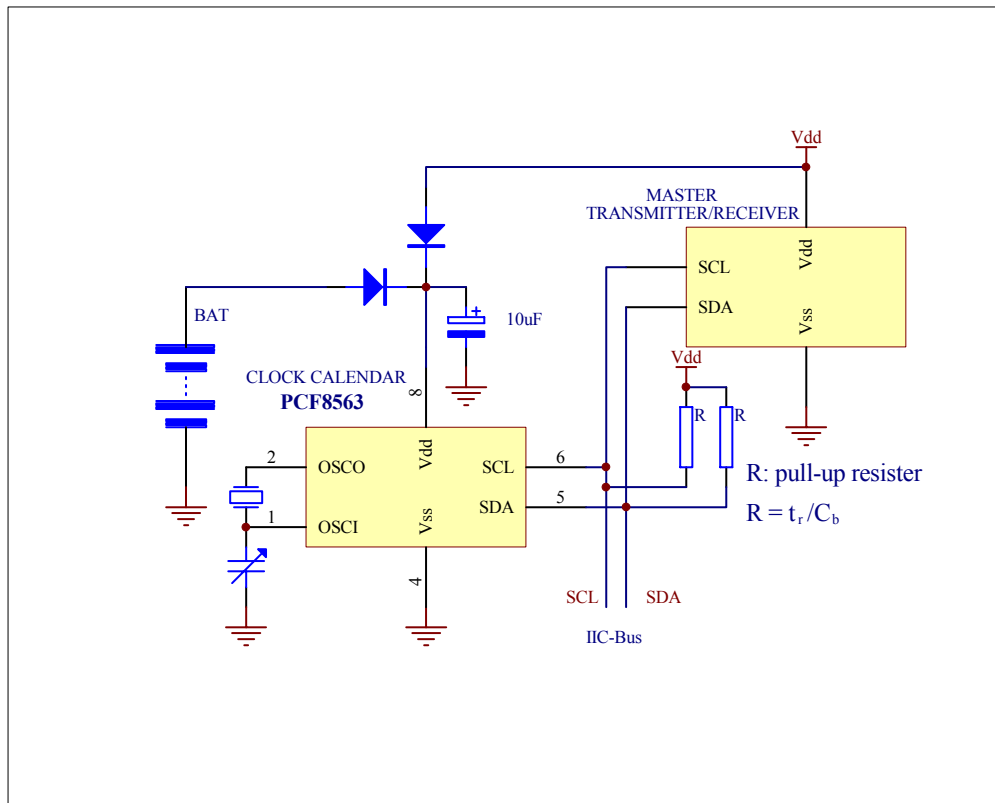 Vdd
MASTER
TRANSMITTER/RECEIVER
SCL
SDA
Vdd
Vss
BAT
+
10uF
Vdd
R
R
CLOCK CALENDAR
PCF8563
8
2
1
OSCO
OSCI
Vdd
Vss
SCL
SDA
6
5
4
R: pull-up resister
R = tr/Cb
SCL
SDA
IIC-Bus